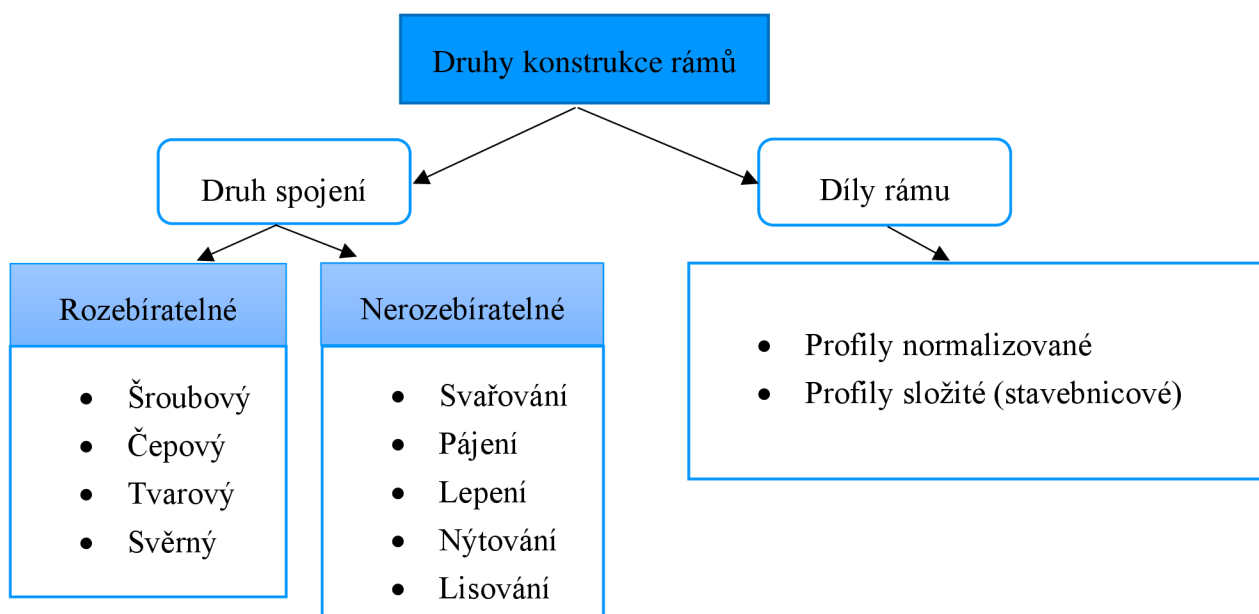 Druhy konstrukce rámů
Druh spojení
Díly rámu
Rozebíratelné
• Šroubový
• Čepový
• Tvarový
• Svěrný
Nerozebíratelné
• Svařování
• Pájení
• Lepení
• Nýtování
• Lisování
• Profily normalizované
• Profily složité (stavebnicové)